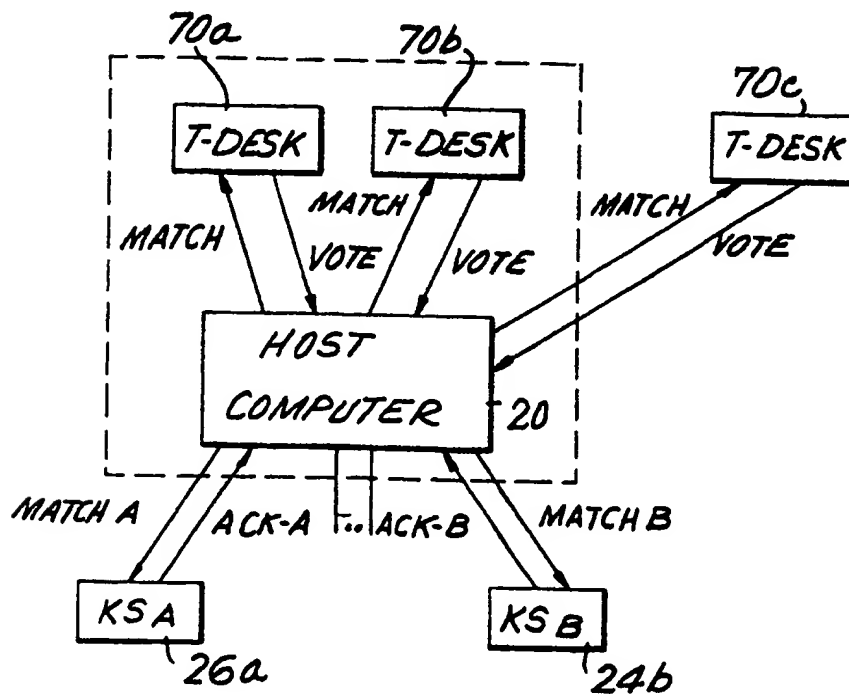 70a
70b
70c
T-DESK
T-DESK
T-DESK
MATCH
VOTE
MATCH
VOTE
MATCH
VOTE
HOST
COMPUTER
20
MATCH A
ACK-A
ACK-B
MATCH B
KS A
KS B
26a
24b